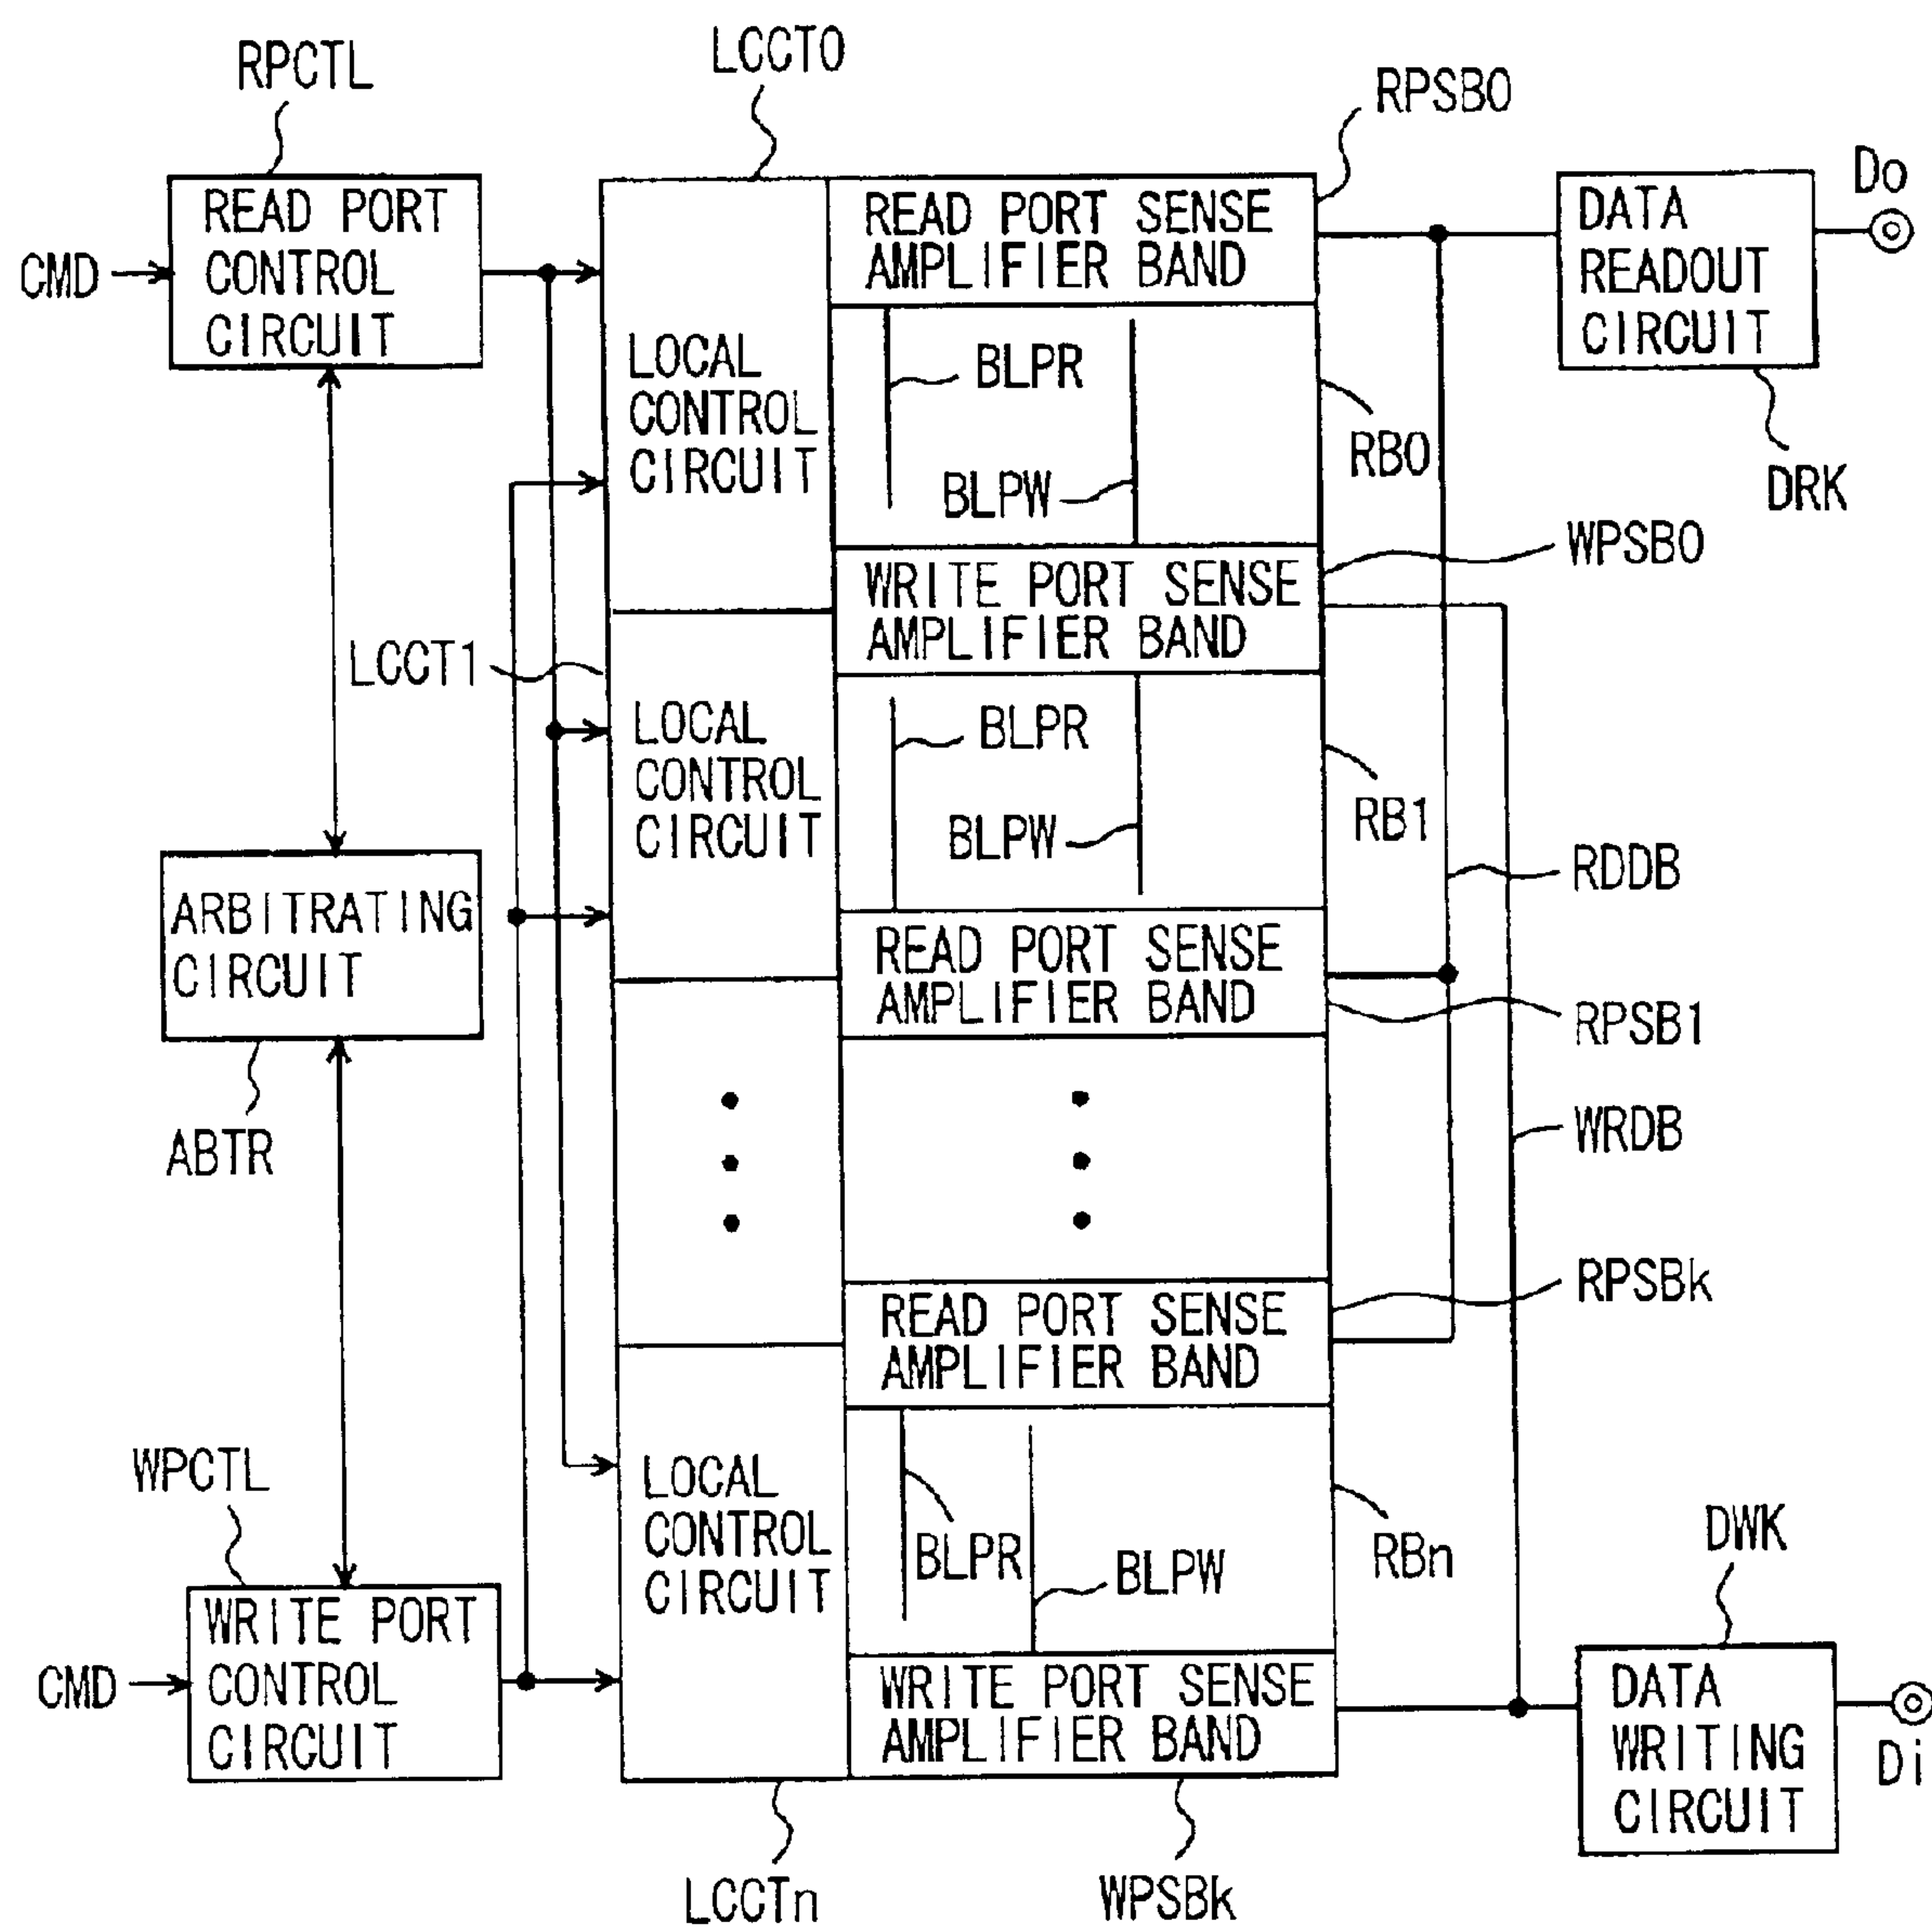 RPCTL
LCCT0
RPSB0
READ PORT
CONTROL
CIRCUIT
CMD
READ PORT SENSE
AMPLIFIER BAND
DATA
READOUT
CIRCUIT
Do
LOCAL
CONTROL
CIRCUIT
BLPR
BLPW
RB0
DRK
WPSB0
WRITE PORT SENSE
AMPLIFIER BAND
LCCT1
LOCAL
CONTROL
CIRCUIT
BLPR
BLPW
RB1
RDDB
ARBITRATING
CIRCUIT
READ PORT SENSE
AMPLIFIER BAND
RPSB1
ABTR
WRDB
RPSBk
READ PORT SENSE
AMPLIFIER BAND
WPCTL
LOCAL
CONTROL
CIRCUIT
BLPR
BLPW
RBn
DWK
WRITE PORT
CONTROL
CIRCUIT
CMD
WRITE PORT SENSE
AMPLIFIER BAND
DATA
WRITING
CIRCUIT
Di
LCCTn
WPSBk